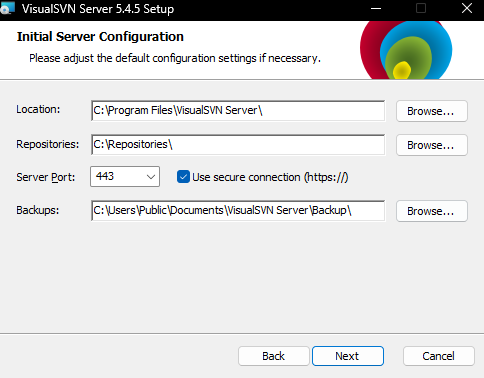 VisualSVN Server 5.4.5 Setup
Initial Server Configuration
Please adjust the default configuration settings if necessary.
Location: C:\Program Files\VisualSVN Server\ Browse...
Repositories: C:\Repositories\ Browse...
Server Port: 443 Use secure connection (https://)
Backups: C:\Users\Public\Documents\VisualSVN Server\Backup\ Browse...
Back Next Cancel